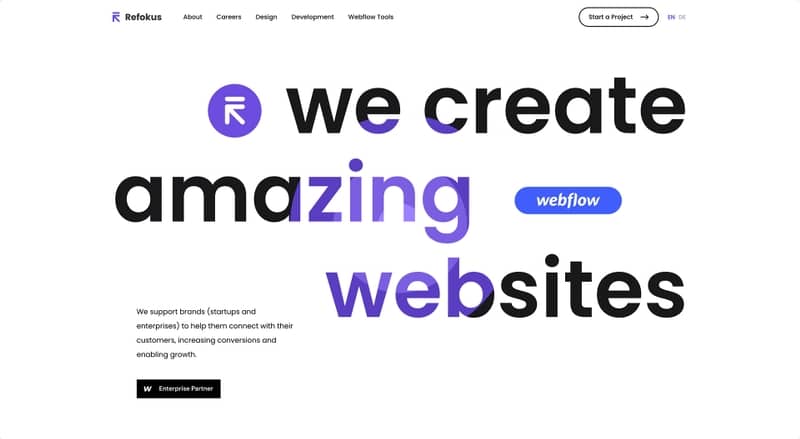 Refokus
About
Careers
Design
Development
Webflow Tools
Start a Project
EN DE
we create
amazing
webflow
websites
We support brands (startups and
enterprises) to help them connect with their
customers, increasing conversions and
enabling growth.
W Enterprise Partner